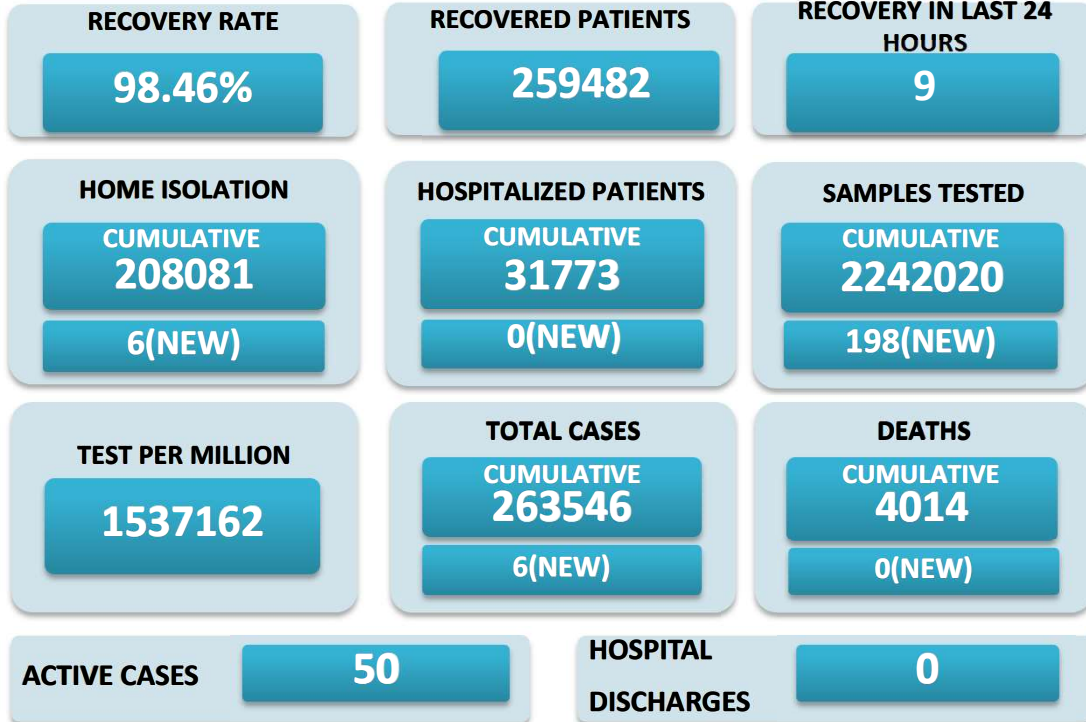 RECOVERY RATE
98.46%
RECOVERED PATIENTS
259482
RECOVERY IN LAST 24
HOURS
9
HOME ISOLATION
CUMULATIVE
208081
6(NEW)
HOSPITALIZED PATIENTS
CUMULATIVE
31773
0(NEW)
SAMPLES TESTED
CUMULATIVE
2242020
198(NEW)
TEST PER MILLION
1537162
TOTAL CASES
CUMULATIVE
263546
6(NEW)
DEATHS
CUMULATIVE
4014
0(NEW)
ACTIVE CASES
50
HOSPITAL
DISCHARGES
0